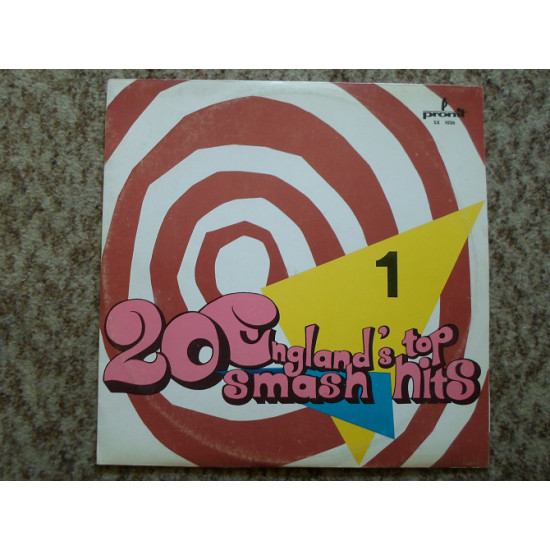 pronit
1
20 England's top
smash hits